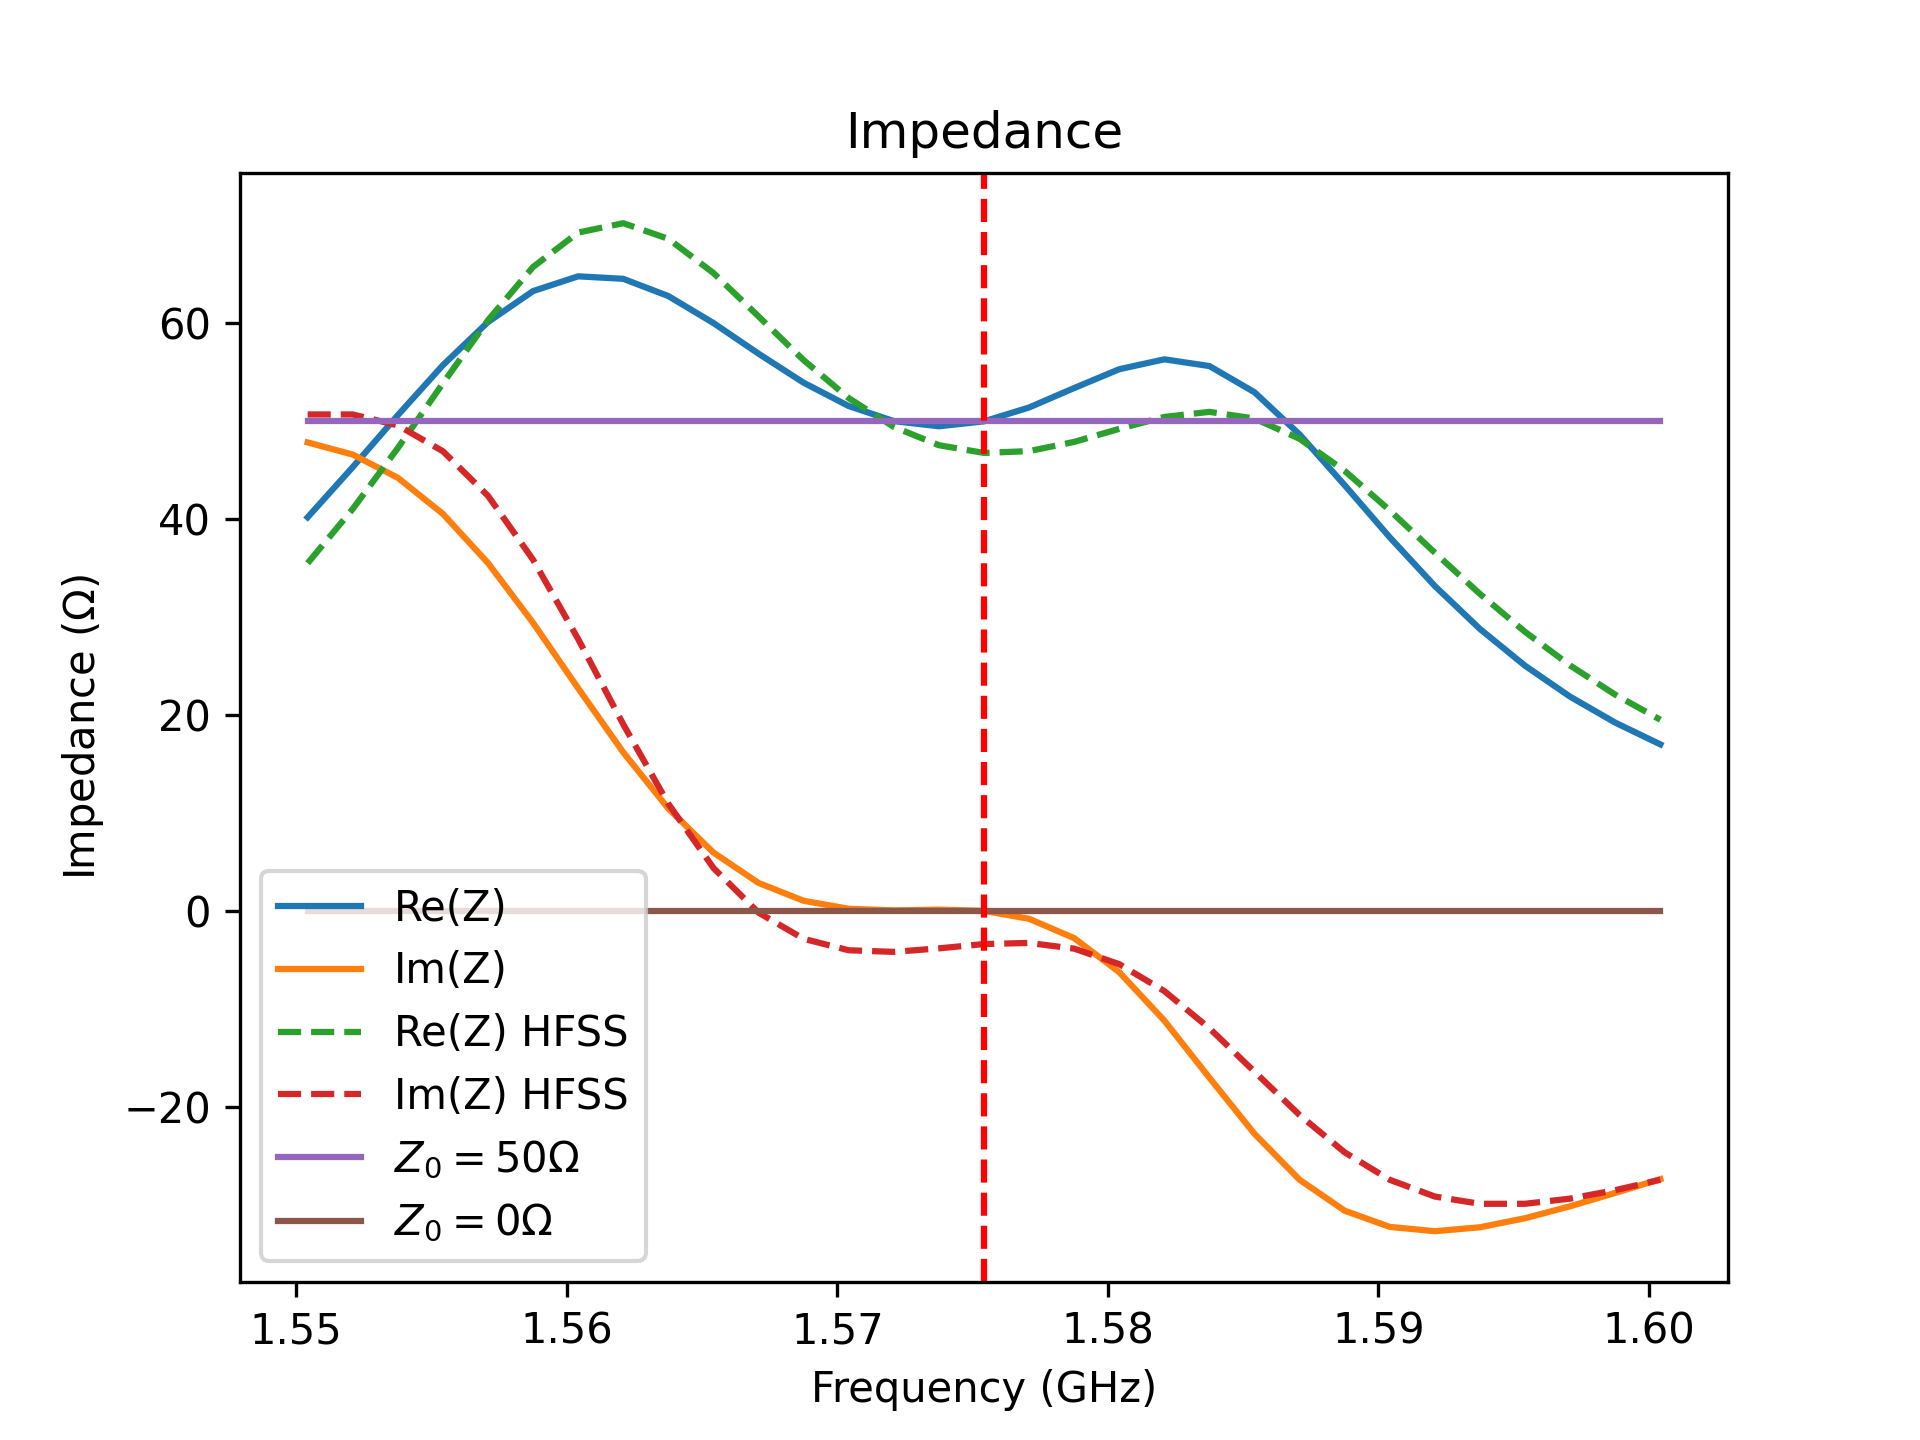 Impedance
Impedance (Ω)
60
40
20
0
−20
Re(Z)
Im(Z)
Re(Z) HFSS
Im(Z) HFSS
Z₀ = 50Ω
Z₀ = 0Ω
1.55 1.56 1.57 1.58 1.59 1.60
Frequency (GHz)